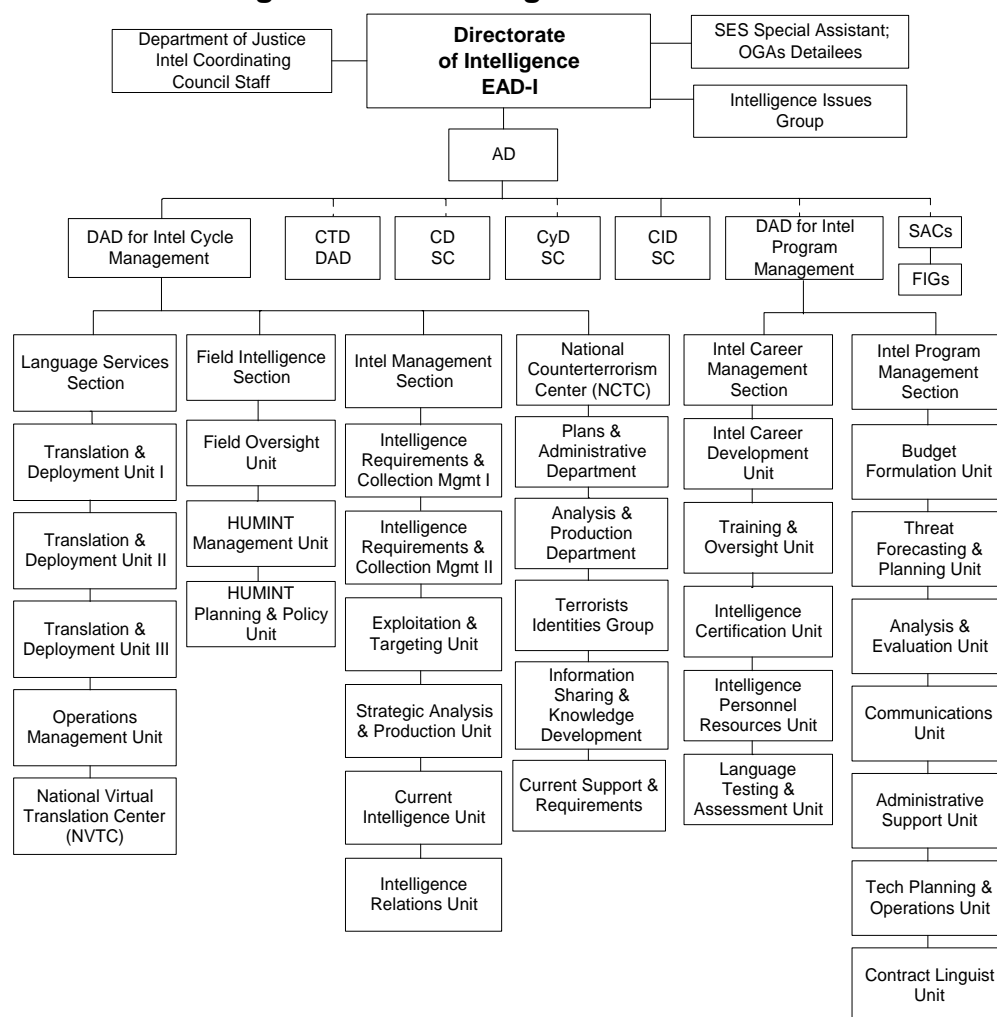 Department of Justice
Intel Coordinating
Council Staff
Directorate
of Intelligence
EAD-I
SES Special Assistant;
OGAs Detailees
Intelligence Issues
Group
AD
DAD for Intel Cycle
Management
CTD
DAD
CD
SC
CyD
SC
CID
SC
DAD for Intel
Program
Management
SACs
FIGs
Language Services
Section
Translation &
Deployment Unit I
Translation &
Deployment Unit II
Translation &
Deployment Unit III
Operations
Management Unit
National Virtual
Translation Center
(NVTC)
Field Intelligence
Section
Field Oversight
Unit
HUMINT
Management Unit
HUMINT
Planning & Policy
Unit
Intel Management
Section
Intelligence
Requirements &
Collection Mgmt I
Intelligence
Requirements &
Collection Mgmt II
Exploitation &
Targeting Unit
Strategic Analysis
& Production Unit
Current
Intelligence Unit
Intelligence
Relations Unit
National
Counterterrorism
Center (NCTC)
Plans &
Administrative
Department
Analysis &
Production
Department
Terrorists
Identities Group
Information
Sharing &
Knowledge
Development
Current Support &
Requirements
Intel Career
Management
Section
Intel Career
Development
Unit
Training &
Oversight Unit
Intelligence
Certification Unit
Intelligence
Personnel
Resources Unit
Language
Testing &
Assessment Unit
Intel Program
Management
Section
Budget
Formulation Unit
Threat
Forecasting &
Planning Unit
Analysis &
Evaluation Unit
Communications
Unit
Administrative
Support Unit
Tech Planning &
Operations Unit
Contract Linguist
Unit